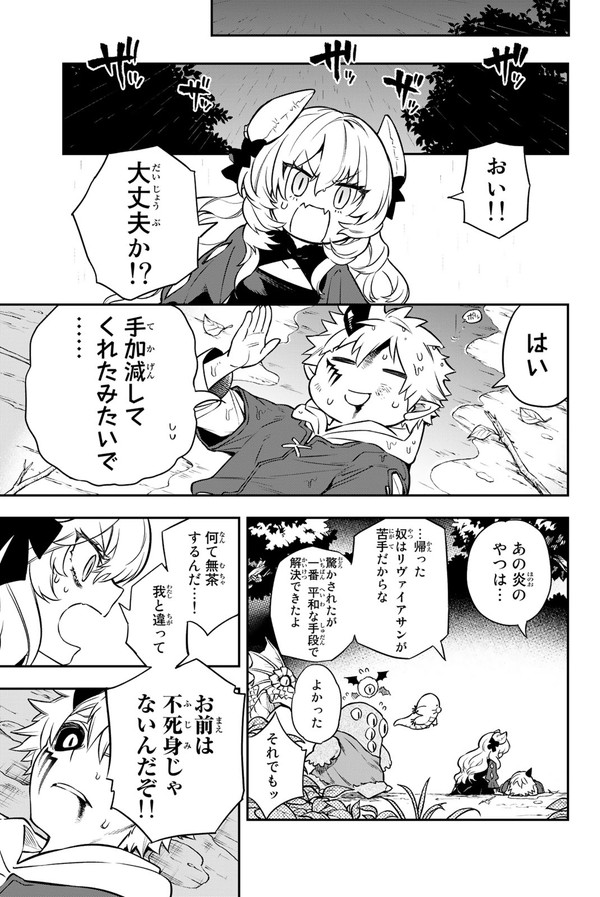 ザッ
ザッ
ザッ
ザッ
ザッ
おい!!
大丈夫か!?
はい
手加減して
くれたみたいで
……
あの炎の
やつは…
…帰った
奴はリヴァイアサンが
苦手だからな
驚かされたが
一番 平和な手段で
解決できたよ
よかった
それでもッ
何て無茶
するんだ…!
我と違って
お前は
不死身じゃ
ないんだぞ!!